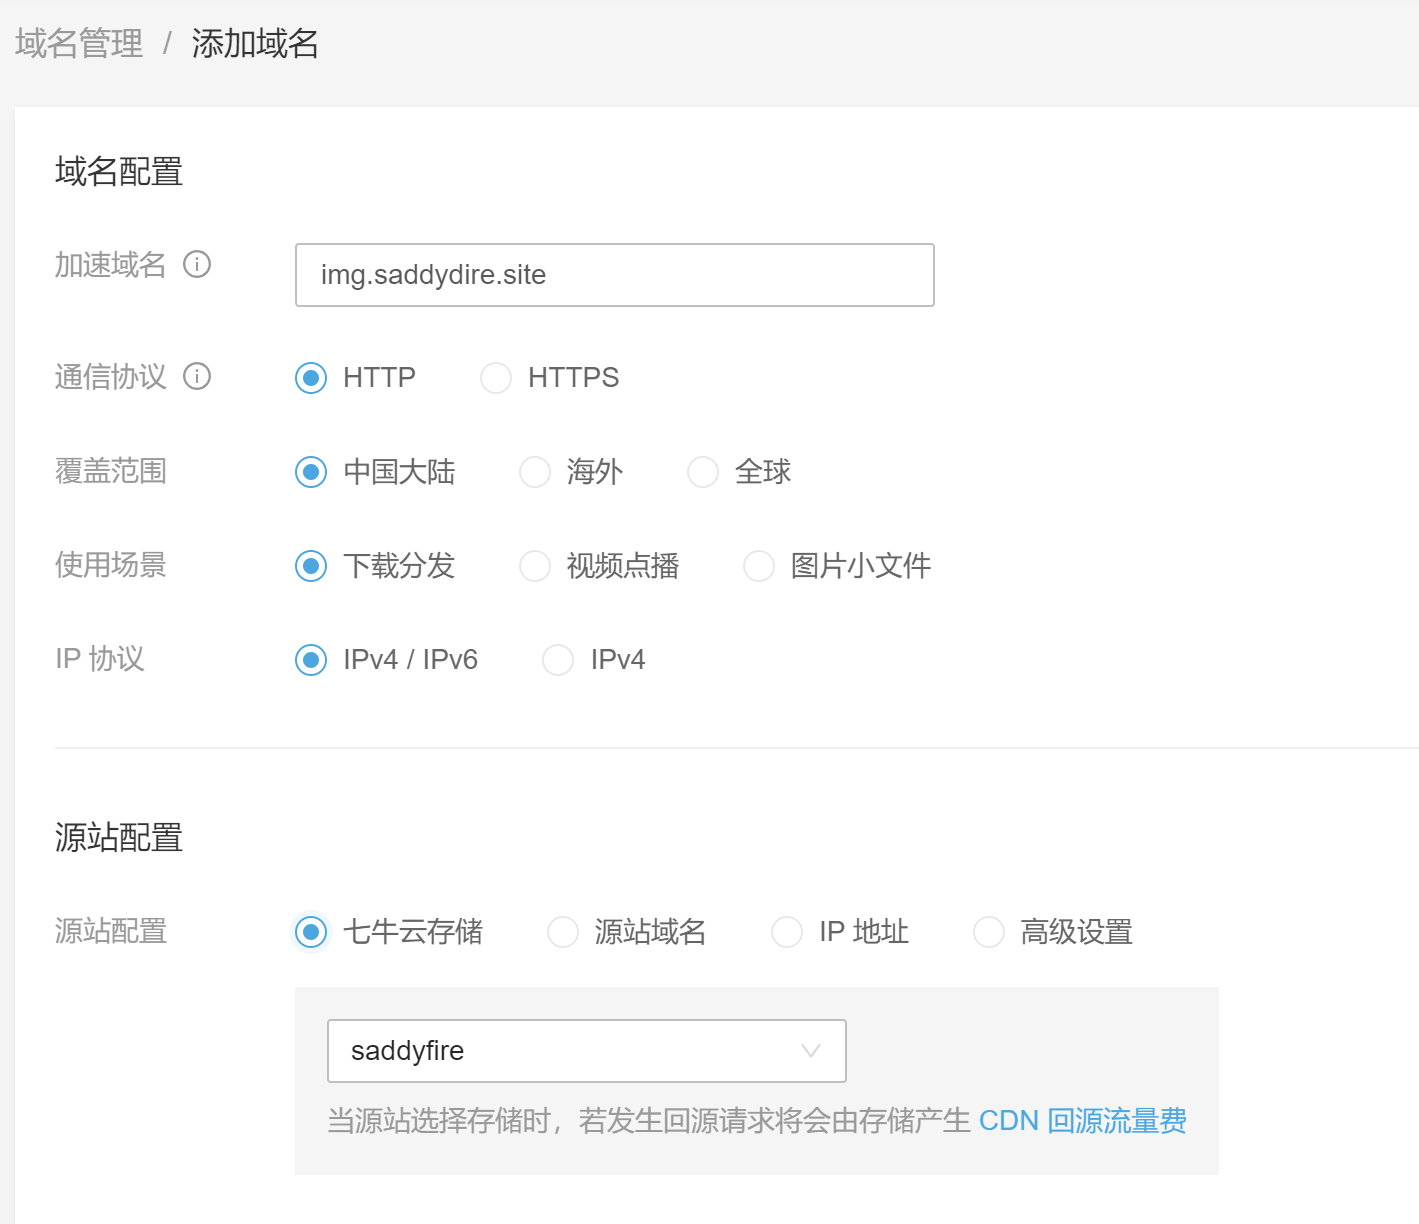 域名管理 / 添加域名
域名配置
加速域名 img.saddydire.site
通信协议 HTTP HTTPS
覆盖范围 中国大陆 海外 全球
使用场景 下载分发 视频点播 图片小文件
IP 协议 IPv4 / IPv6 IPv4
源站配置
源站配置 七牛云存储 源站域名 IP 地址 高级设置
saddyfire
当源站选择存储时，若发生回源请求将会由存储产生 CDN 回源流量费